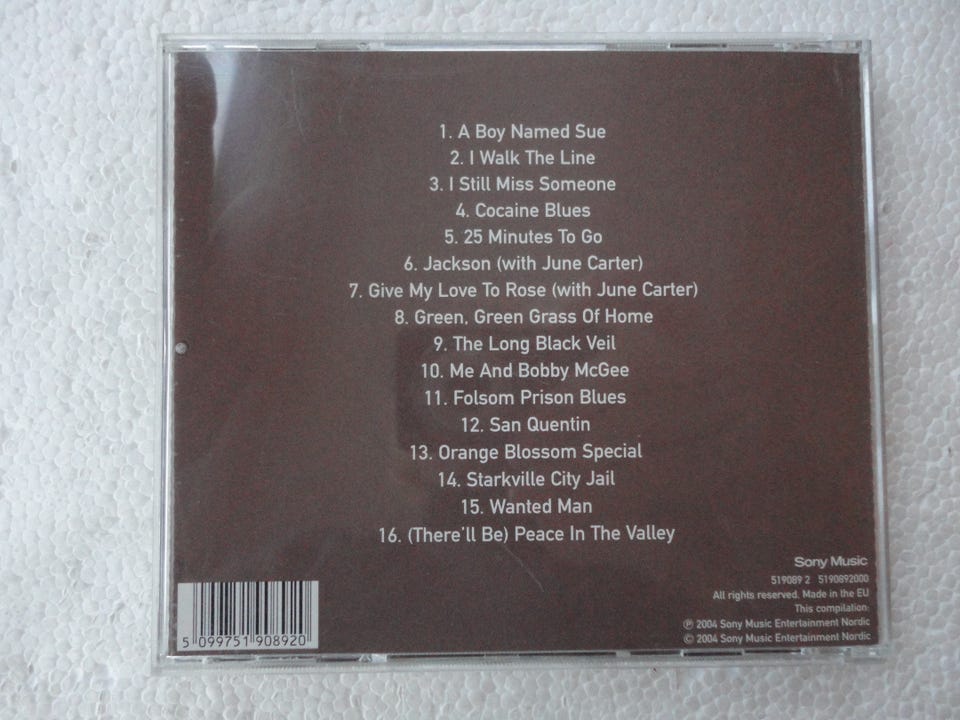 1. A Boy Named Sue
2. I Walk The Line
3. I Still Miss Someone
4. Cocaine Blues
5. 25 Minutes To Go
6. Jackson (with June Carter)
7. Give My Love To Rose (with June Carter)
8. Green, Green Grass Of Home
9. The Long Black Veil
10. Me And Bobby McGee
11. Folsom Prison Blues
12. San Quentin
13. Orange Blossom Special
14. Starkville City Jail
15. Wanted Man
16. (There'll Be) Peace In The Valley
Sony Music
519089 2 5190892000
All rights reserved. Made in the EU
This compilation:
℗ 2004 Sony Music Entertainment Nordic
© 2004 Sony Music Entertainment Nordic
5 099751 908920